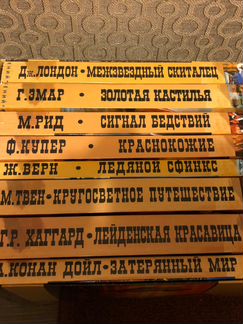 Дж. ЛОНДОН • МЕЖЗВЕЗДНЫЙ СКИТАЛЕЦ
Г. ЭМАР • ЗОЛОТАЯ КАСТИЛЬЯ
М. РИД • СИГНАЛ БЕДСТВИЙ
Ф. КУПЕР • КРАСНОКОЖИЕ
Ж. ВЕРН • ЛЕДЯНОЙ СФИНКС
М. ТВЕН • КРУГОСВЕТНОЕ ПУТЕШЕСТВИЕ
Г.Р. ХАГГАРД • ЛЕЙДЕНСКАЯ КРАСАВИЦА
А. КОНАН ДОЙЛ • ЗАТЕРЯННЫЙ МИР